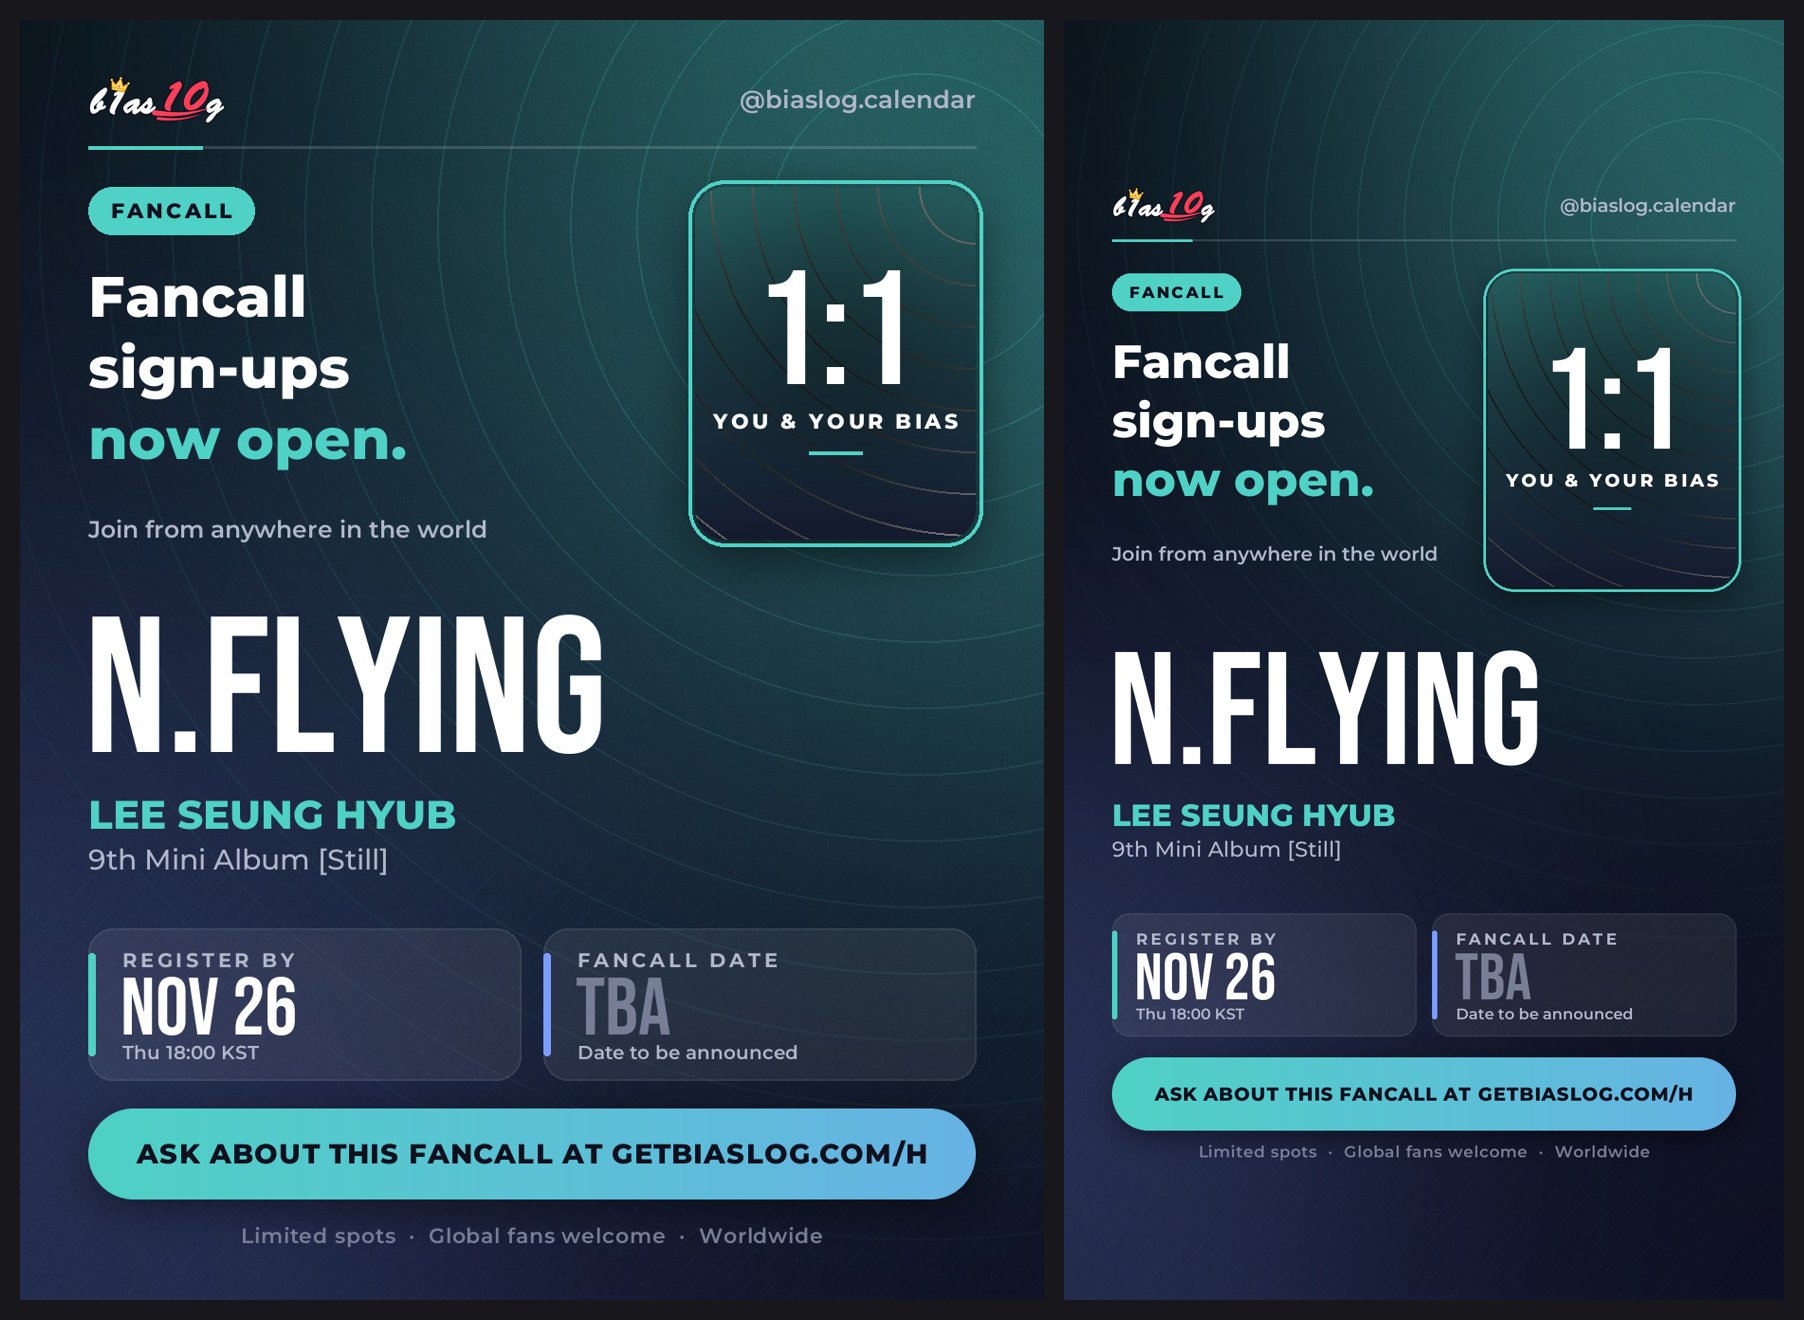 bias10g
@biaslog.calendar
FANCALL
Fancall
sign-ups
now open.
Join from anywhere in the world
1:1
YOU & YOUR BIAS
N.FLYING
LEE SEUNG HYUB
9th Mini Album [Still]
REGISTER BY
NOV 26
Thu 18:00 KST
FANCALL DATE
TBA
Date to be announced
ASK ABOUT THIS FANCALL AT GETBIASLOG.COM/H
Limited spots · Global fans welcome · Worldwide
bias10g
@biaslog.calendar
FANCALL
Fancall
sign-ups
now open.
Join from anywhere in the world
1:1
YOU & YOUR BIAS
N.FLYING
LEE SEUNG HYUB
9th Mini Album [Still]
REGISTER BY
NOV 26
Thu 18:00 KST
FANCALL DATE
TBA
Date to be announced
ASK ABOUT THIS FANCALL AT GETBIASLOG.COM/H
Limited spots · Global fans welcome · Worldwide